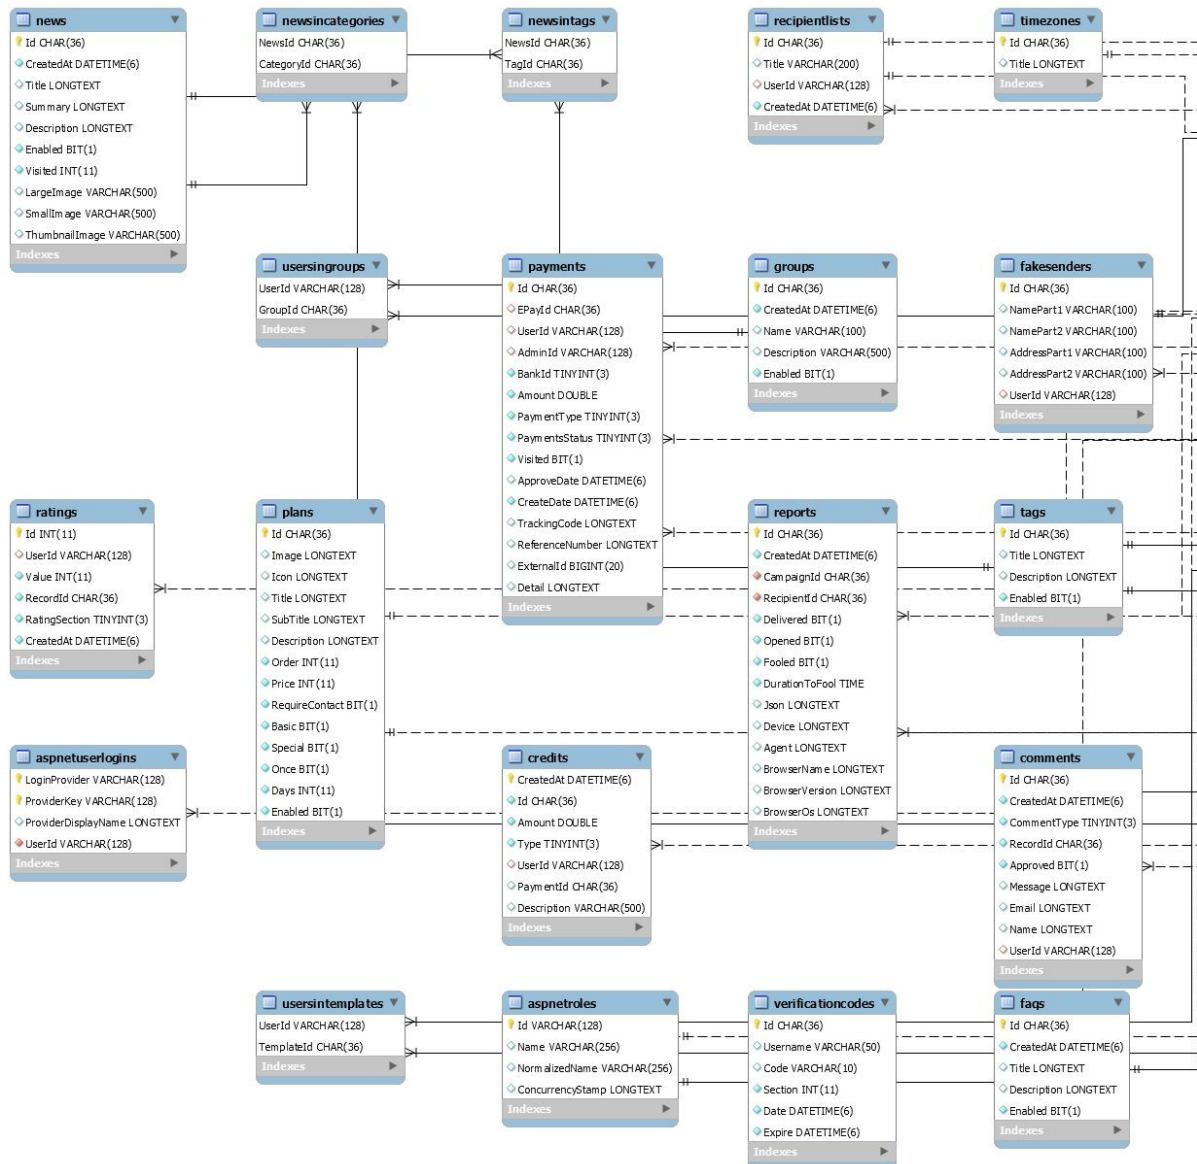 news
Id CHAR(36)
CreatedAt DATETIME(6)
Title LONGTEXT
Summary LONGTEXT
Description LONGTEXT
Enabled BIT(1)
Visited INT(11)
LargeImage VARCHAR(500)
SmallImage VARCHAR(500)
ThumbnailImage VARCHAR(500)
Indexes
newsincategories
NewsId CHAR(36)
CategoryId CHAR(36)
Indexes
newsintags
NewsId CHAR(36)
TagId CHAR(36)
Indexes
recipientlists
Id CHAR(36)
Title VARCHAR(200)
UserId VARCHAR(128)
CreatedAt DATETIME(6)
Indexes
timezones
Id CHAR(36)
Title LONGTEXT
Indexes
usersingroups
UserId VARCHAR(128)
GroupId CHAR(36)
Indexes
payments
Id CHAR(36)
EPayId CHAR(36)
UserId VARCHAR(128)
AdminId VARCHAR(128)
BankId TINYINT(3)
Amount DOUBLE
PaymentType TINYINT(3)
PaymentsStatus TINYINT(3)
Visited BIT(1)
ApproveDate DATETIME(6)
CreateDate DATETIME(6)
TrackingCode LONGTEXT
ReferenceNumber LONGTEXT
ExternalId BIGINT(20)
Detail LONGTEXT
Indexes
groups
Id CHAR(36)
CreatedAt DATETIME(6)
Name VARCHAR(100)
Description VARCHAR(500)
Enabled BIT(1)
Indexes
fakesenders
Id CHAR(36)
NamePart1 VARCHAR(100)
NamePart2 VARCHAR(100)
AddressPart1 VARCHAR(100)
AddressPart2 VARCHAR(100)
UserId VARCHAR(128)
Indexes
ratings
Id INT(11)
UserId VARCHAR(128)
Value INT(11)
RecordId CHAR(36)
RatingSection TINYINT(3)
CreatedAt DATETIME(6)
Indexes
plans
Id CHAR(36)
Image LONGTEXT
Icon LONGTEXT
Title LONGTEXT
SubTitle LONGTEXT
Description LONGTEXT
Order INT(11)
Price INT(11)
RequireContact BIT(1)
Basic BIT(1)
Special BIT(1)
Once BIT(1)
Days INT(11)
Enabled BIT(1)
Indexes
reports
Id CHAR(36)
CreatedAt DATETIME(6)
CampaignId CHAR(36)
RecipientId CHAR(36)
Delivered BIT(1)
Opened BIT(1)
Fooled BIT(1)
DurationToFool TIME
Json LONGTEXT
Device LONGTEXT
Agent LONGTEXT
BrowserName LONGTEXT
BrowserVersion LONGTEXT
BrowserOs LONGTEXT
Indexes
tags
Id CHAR(36)
Title LONGTEXT
Description LONGTEXT
Enabled BIT(1)
Indexes
aspnetuserlogins
LoginProvider VARCHAR(128)
ProviderKey VARCHAR(128)
ProviderDisplayName LONGTEXT
UserId VARCHAR(128)
Indexes
credits
CreatedAt DATETIME(6)
Id CHAR(36)
Amount DOUBLE
Type TINYINT(3)
UserId VARCHAR(128)
PaymentId CHAR(36)
Description VARCHAR(500)
Indexes
comments
Id CHAR(36)
CreatedAt DATETIME(6)
CommentType TINYINT(3)
RecordId CHAR(36)
Approved BIT(1)
Message LONGTEXT
Email LONGTEXT
Name LONGTEXT
UserId VARCHAR(128)
Indexes
usersintemplates
UserId VARCHAR(128)
TemplateId CHAR(36)
Indexes
aspnetroles
Id VARCHAR(128)
Name VARCHAR(256)
NormalizedName VARCHAR(256)
ConcurrencyStamp LONGTEXT
Indexes
verificationcodes
Id CHAR(36)
Username VARCHAR(50)
Code VARCHAR(10)
Section INT(11)
Date DATETIME(6)
Expire DATETIME(6)
Indexes
faqs
Id CHAR(36)
CreatedAt DATETIME(6)
Title LONGTEXT
Description LONGTEXT
Enabled BIT(1)
Indexes